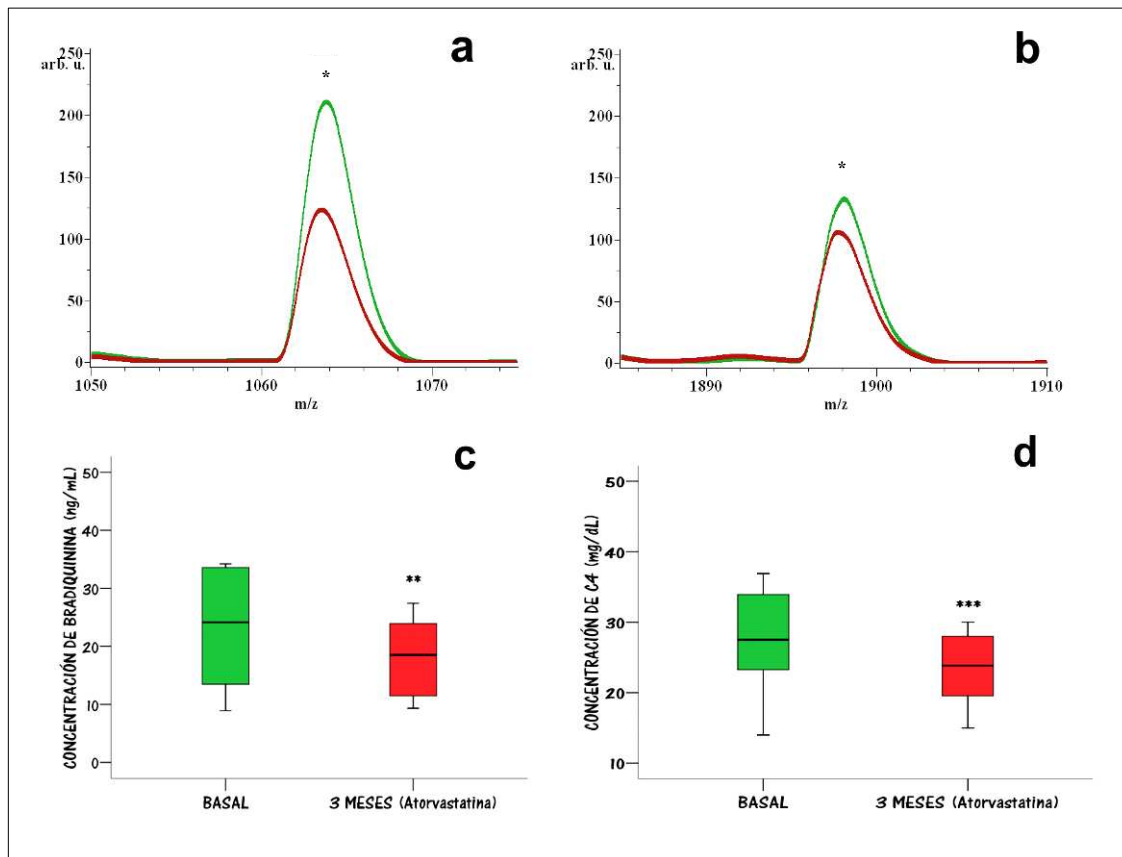 a
250
arb. u.
*
200
150
100
50
0
1050
1060
1070
m/z
b
250
arb. u.
*
200
150
100
50
0
1890
1900
1910
m/z
c
CONCENTRACIÓN DE BRADIQUININA (ng/mL)
50
40
30
20
10
0
**
BASAL
3 MESES (Atorvastatina)
d
CONCENTRACIÓN DE C4 (mg/dL)
50
40
30
20
10
***
BASAL
3 MESES (Atorvastatina)